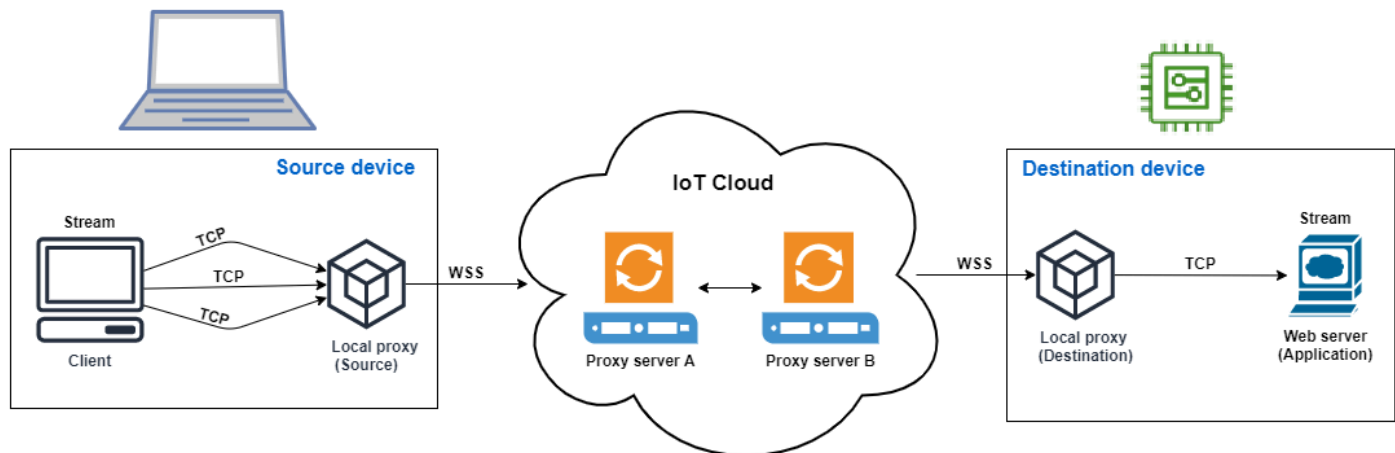 Source device
Stream
TCP
TCP
TCP
Client
Local proxy
(Source)
WSS
IoT Cloud
Proxy server A
Proxy server B
WSS
Destination device
Local proxy
(Destination)
TCP
Stream
Web server
(Application)